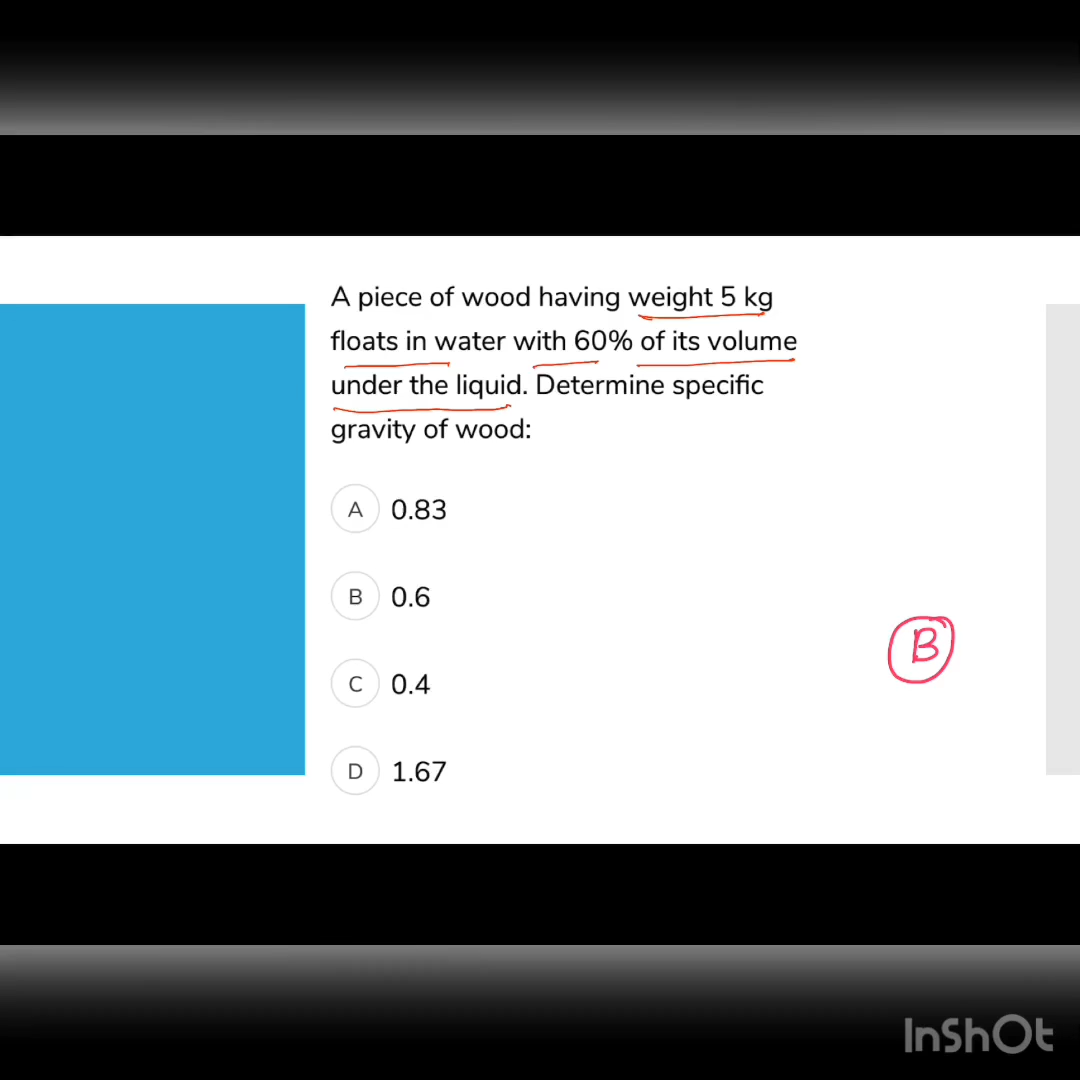 A piece of wood having weight 5 kg
floats in water with 60% of its volume
under the liquid. Determine specific
gravity of wood:
A 0.83
B 0.6
B
C 0.4
D 1.67
InShOt